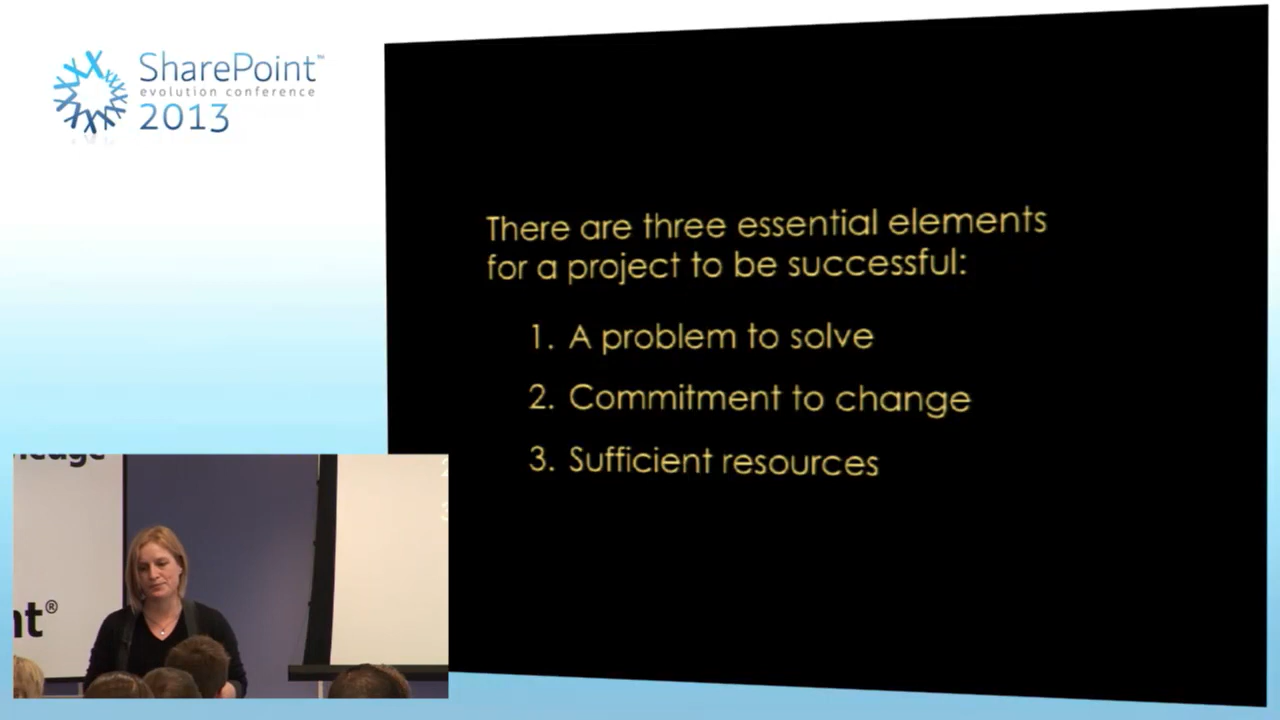 SharePoint™
evolution conference
2013
There are three essential elements
for a project to be successful:
1. A problem to solve
2. Commitment to change
3. Sufficient resources
nt®